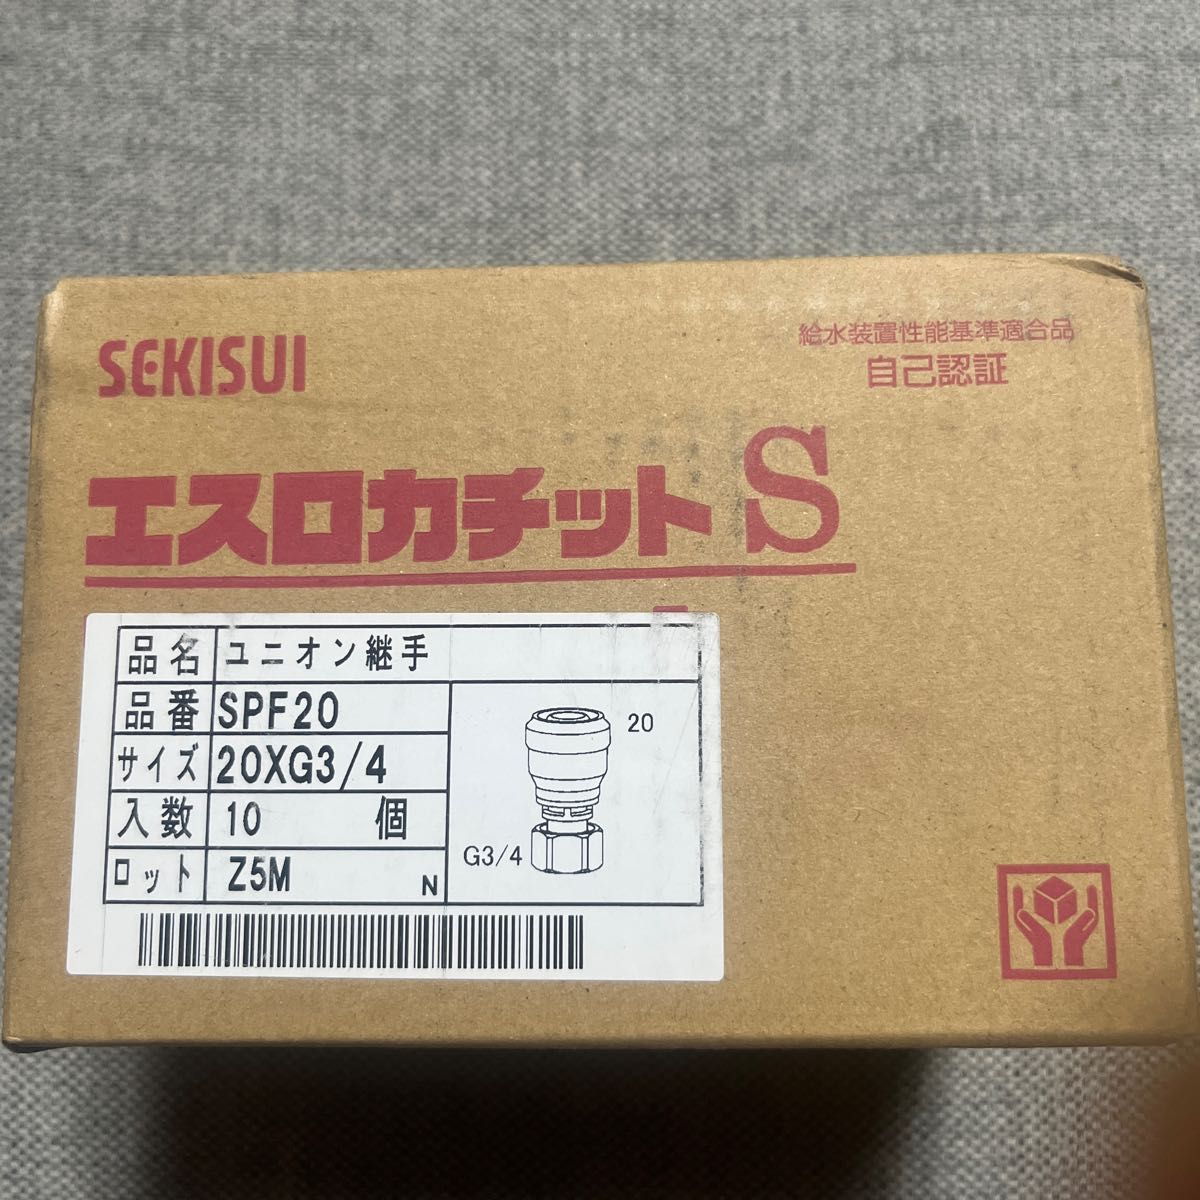 SEKISUI
給水装置性能基準適合品
自己認証
エスロカチットS
品名 ユニオン継手
品番 SPF20
サイズ 20XG3/4
入数 10 個
ロット Z5M N
20
G3/4